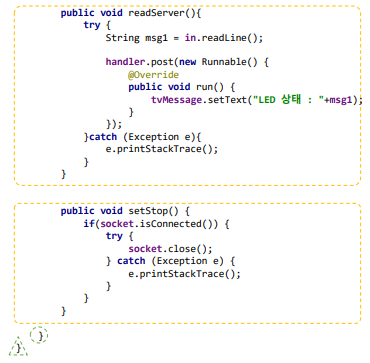 public void readServer(){
try {
String msg1 = in.readLine();
handler.post(new Runnable() {
@Override
public void run() {
tvMessage.setText("LED 상태 : "+msg1);
}
});
}catch (Exception e){
e.printStackTrace();
}
}
public void setStop() {
if(socket.isConnected()) {
try {
socket.close();
} catch (Exception e) {
e.printStackTrace();
}
}
}
}
}